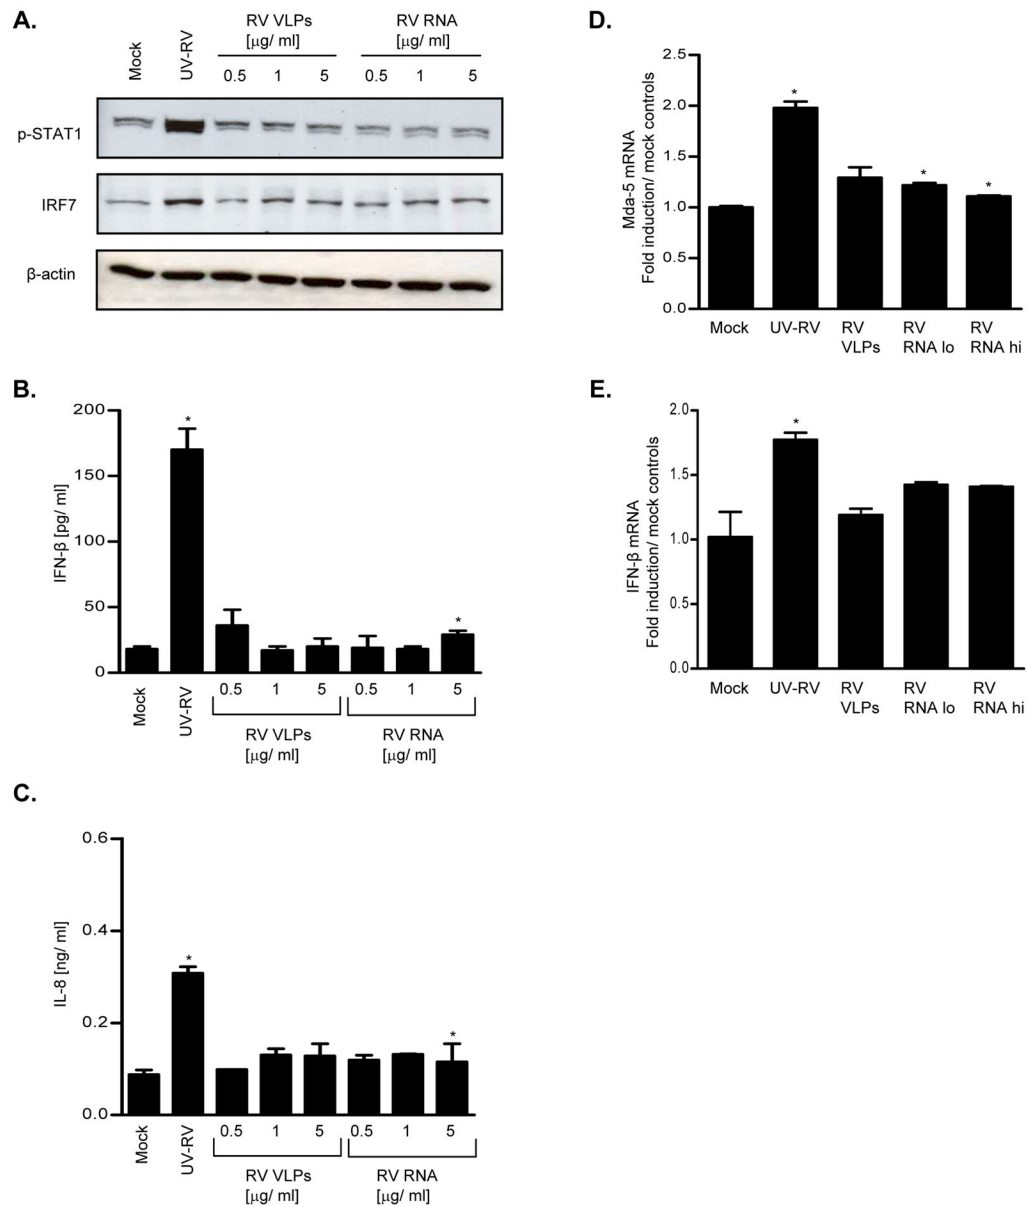 A.
RV VLPs
[μg/ ml]
RV RNA
[μg/ ml]
Mock
UV-RV
0.5 1 5 0.5 1 5
p-STAT1
IRF7
β-actin
B.
IFN-β [pg/ ml]
200
150
100
50
0
*
*
Mock
UV-RV
0.5 1 5 0.5 1 5
RV VLPs
[μg/ ml]
RV RNA
[μg/ ml]
C.
IL-8 [ng/ ml]
0.6
0.4
0.2
0.0
*
*
Mock
UV-RV
0.5 1 5 0.5 1 5
RV VLPs
[μg/ ml]
RV RNA
[μg/ ml]
D.
Mda-5 mRNA
Fold induction/ mock controls
2.5
2.0
1.5
1.0
0.5
0.0
*
*
*
Mock UV-RV RV RV RV
VLPs RNA lo RNA hi
E.
IFN-β mRNA
Fold induction/ mock controls
2.0
1.5
1.0
0.5
0.0
*
Mock UV-RV RV RV RV
VLPs RNA lo RNA hi